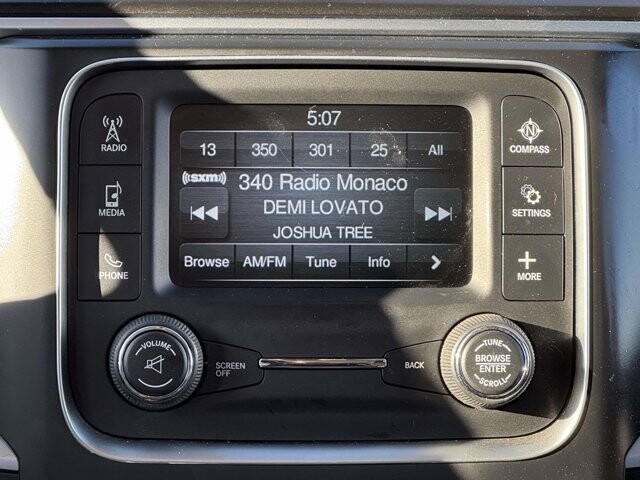 5:07
13 350 301 25 All
((sxm)) 340 Radio Monaco
DEMI LOVATO
JOSHUA TREE
Browse AM/FM Tune Info >
RADIO
MEDIA
PHONE
N
COMPASS
SETTINGS
+
MORE
VOLUME
SCREEN
OFF
BACK
TUNE
BROWSE
ENTER
SCROLL